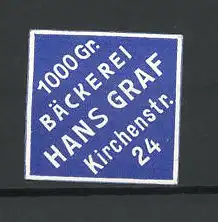 1000 Gr.
BÄCKEREI
HANS GRAF
Kirchenstr.
24